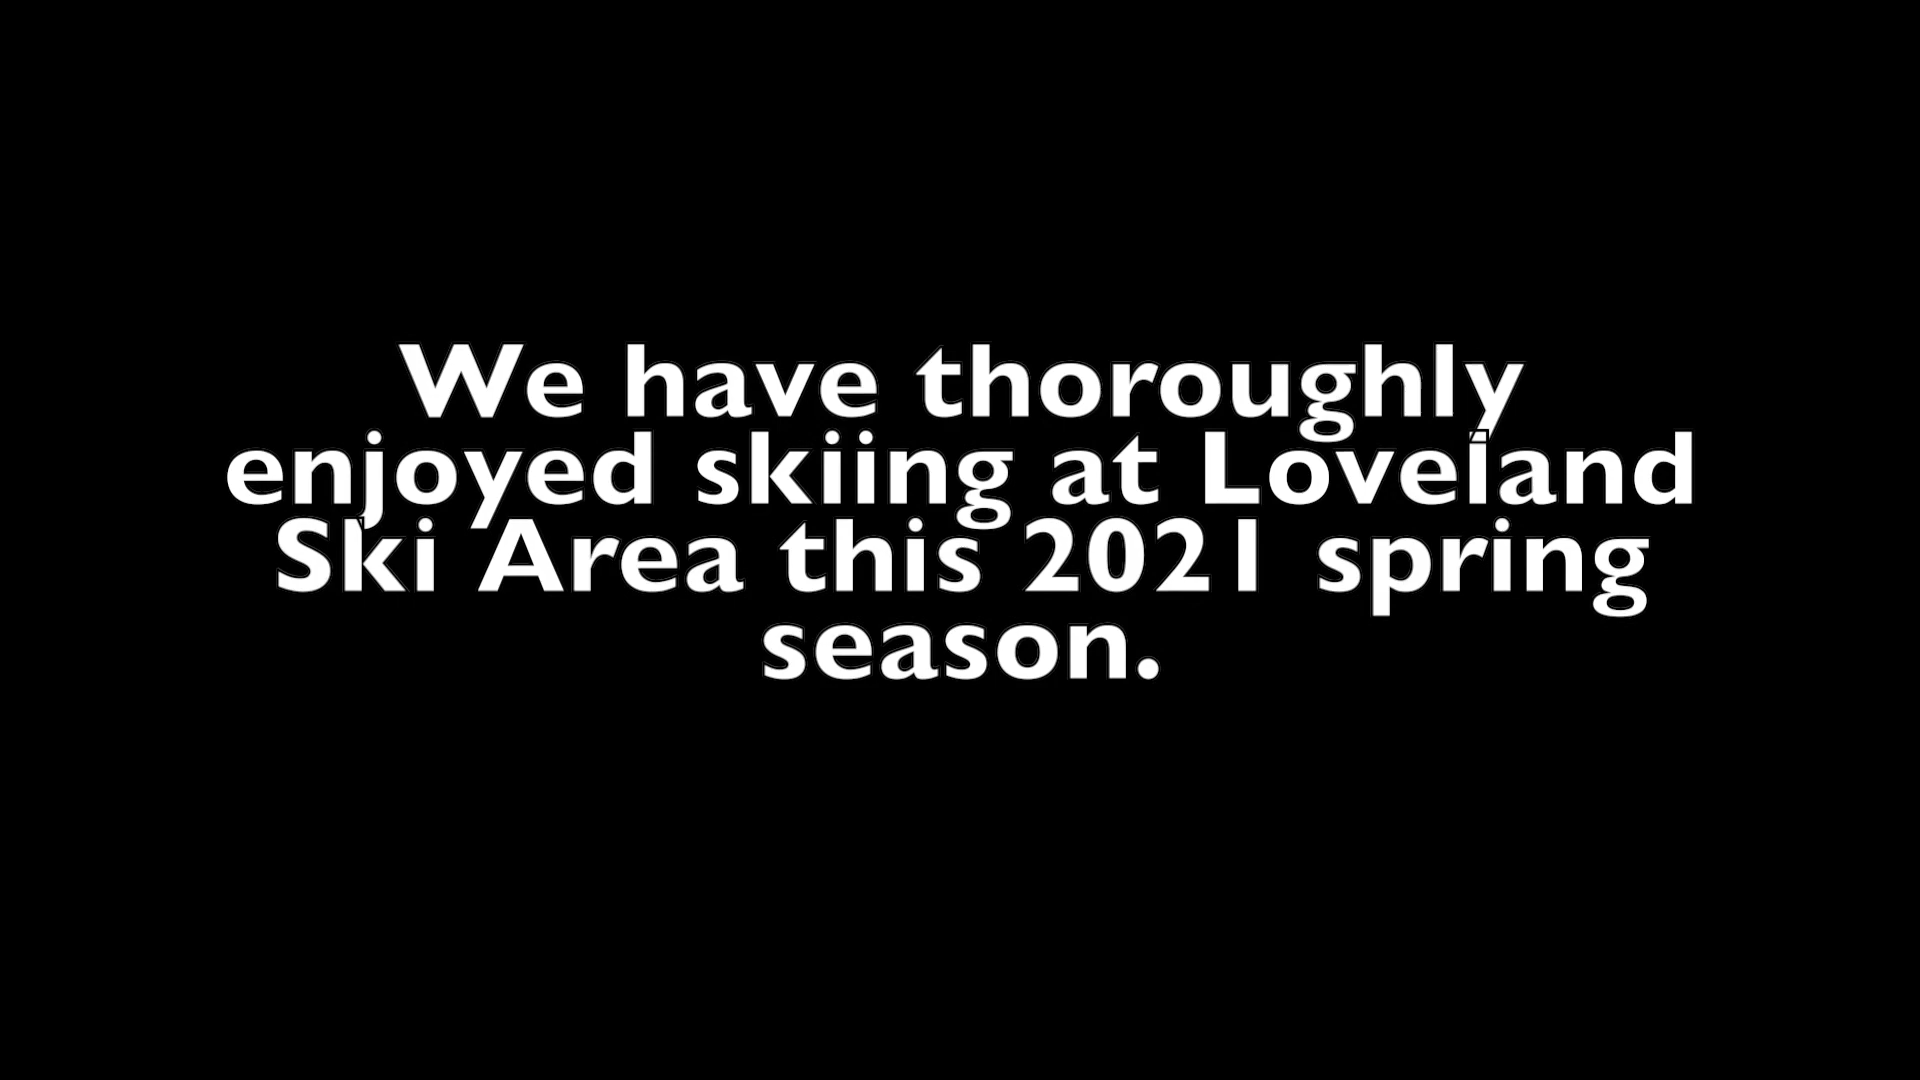 We have thoroughly
enjoyed skiing at Loveland
Ski Area this 2021 spring
season.